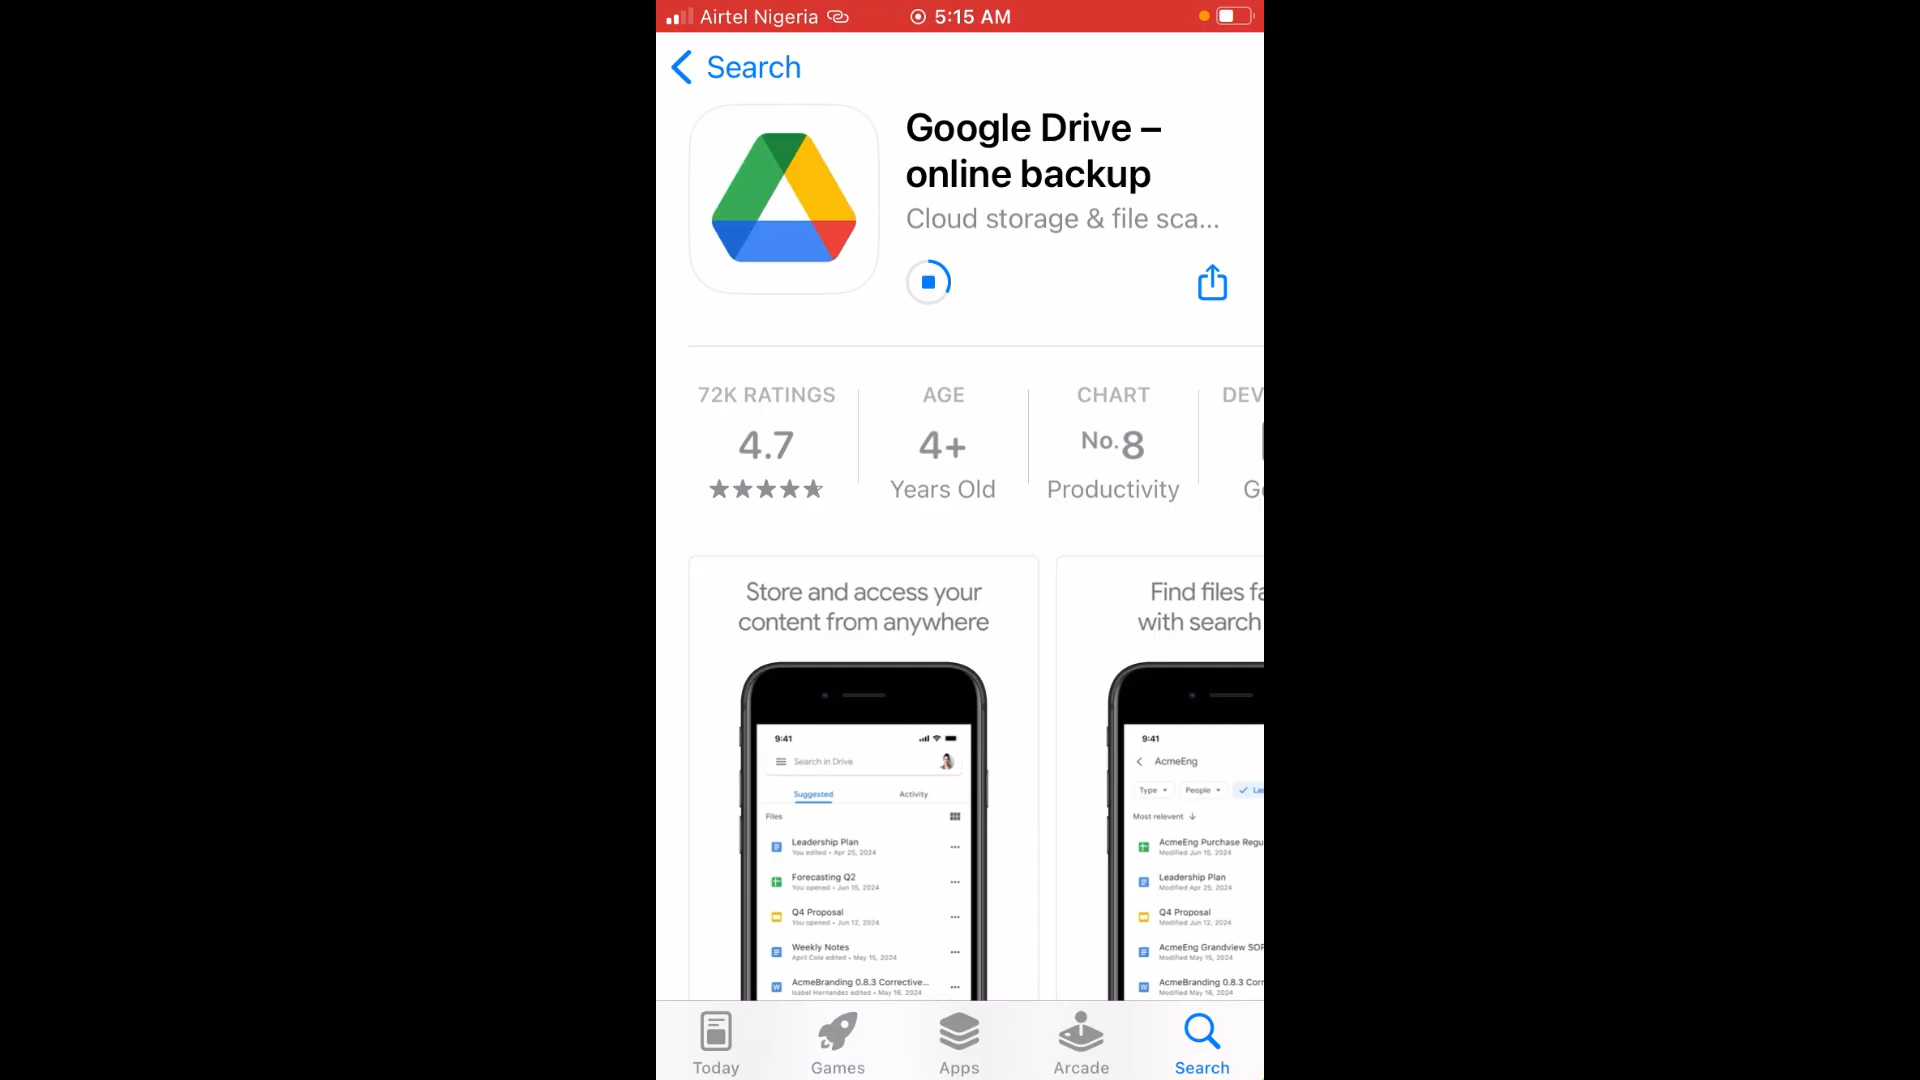 Airtel Nigeria
5:15 AM
Search
Google Drive –
online backup
Cloud storage & file sca...
72K RATINGS
4.7
AGE
4+
Years Old
CHART
No.8
Productivity
DEV
Store and access your
content from anywhere
9:41
Search in Drive
Suggested Activity
Files
Leadership Plan
You edited • Apr 25, 2024
Forecasting Q2
You opened • Jun 15, 2024
Q4 Proposal
You opened • Jun 12, 2024
Weekly Notes
April Cole edited • May 15, 2024
AcmeBranding 0.8.3 Corrective...
Isabel Hernandez edited • May 16, 2024
Find files fa
with search
9:41
AcmeEng
Type People
Most relevant
AcmeEng Purchase Regu
Modified Jun 15, 2024
Leadership Plan
Modified Apr 25, 2024
Q4 Proposal
Modified Jun 12, 2024
AcmeEng Grandview SOP
Modified May 15, 2024
AcmeBranding 0.8.3 Corr
Modified May 16, 2024
Today
Games
Apps
Arcade
Search